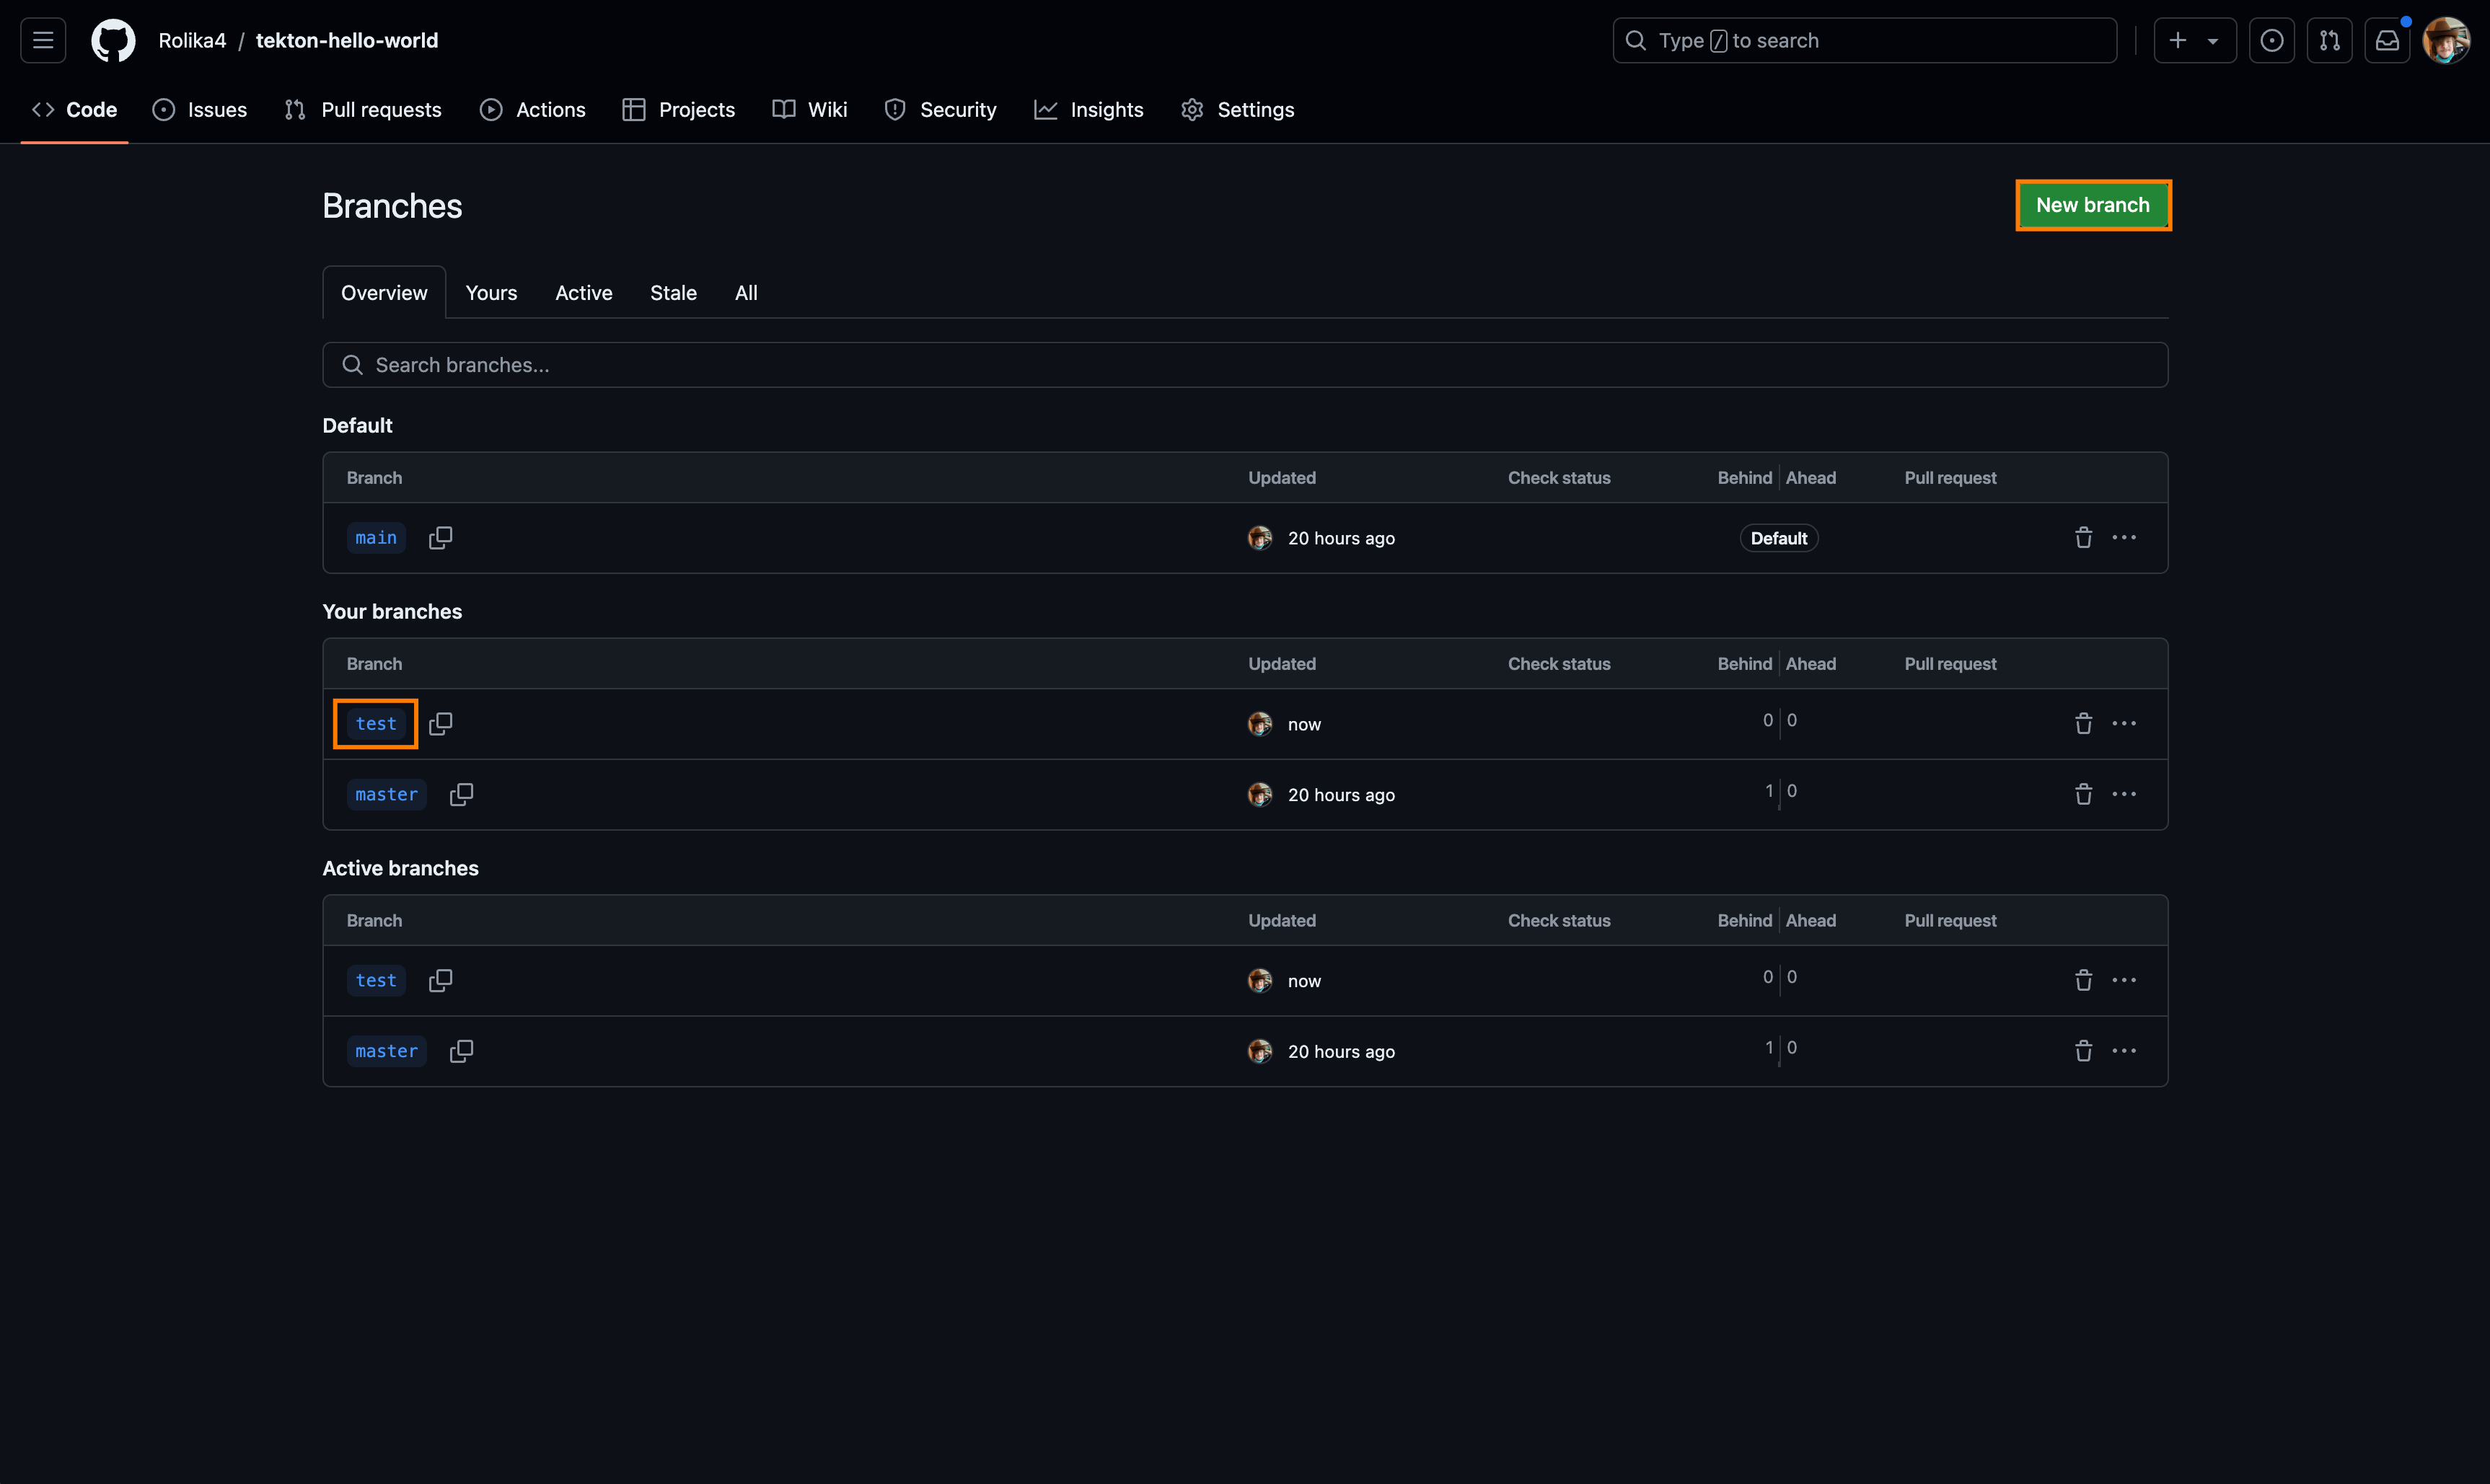 Rolika4 / tekton-hello-world
Type / to search
Code Issues Pull requests Actions Projects Wiki Security Insights Settings
Branches
New branch
Overview Yours Active Stale All
Search branches...
Default
Branch Updated Check status Behind Ahead Pull request
main 20 hours ago Default
Your branches
Branch Updated Check status Behind Ahead Pull request
test now 0 0
master 20 hours ago 1 0
Active branches
Branch Updated Check status Behind Ahead Pull request
test now 0 0
master 20 hours ago 1 0